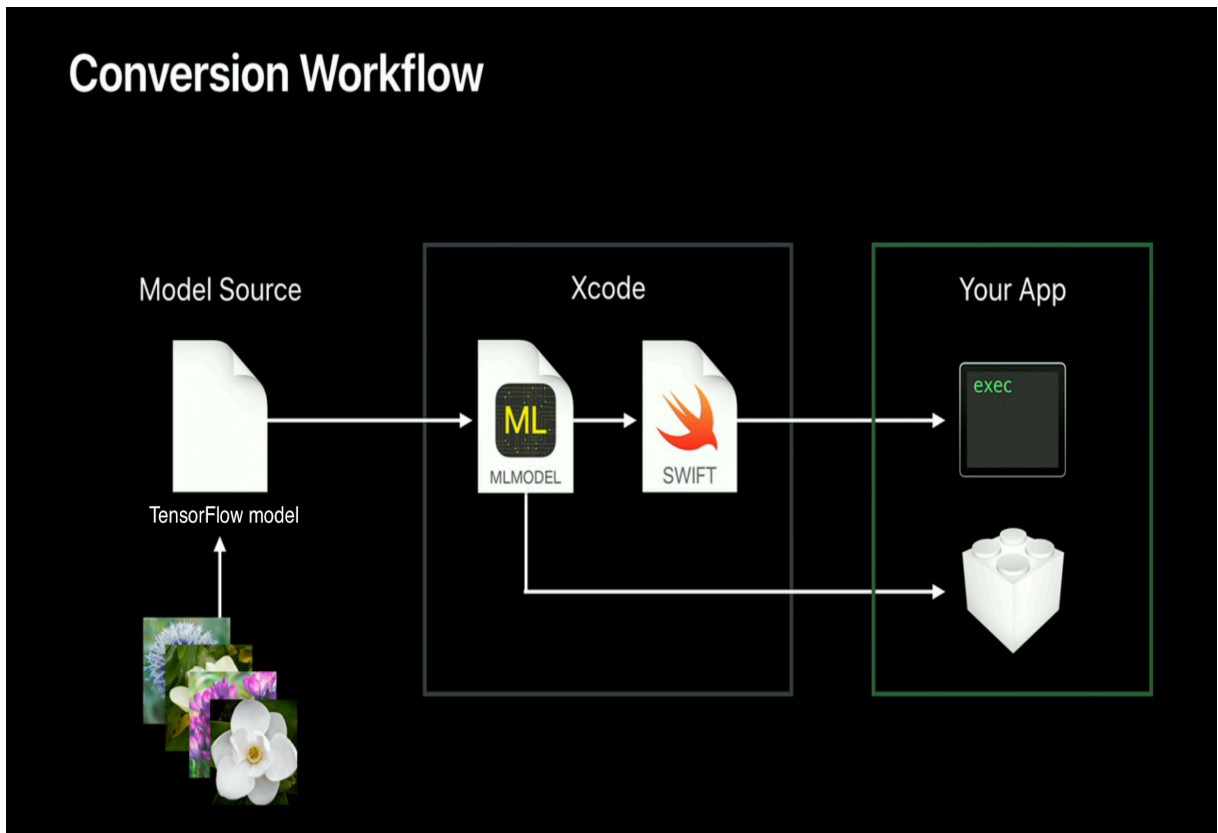 Conversion Workflow
Model Source
Xcode
Your App
ML
MLMODEL
SWIFT
exec
TensorFlow model